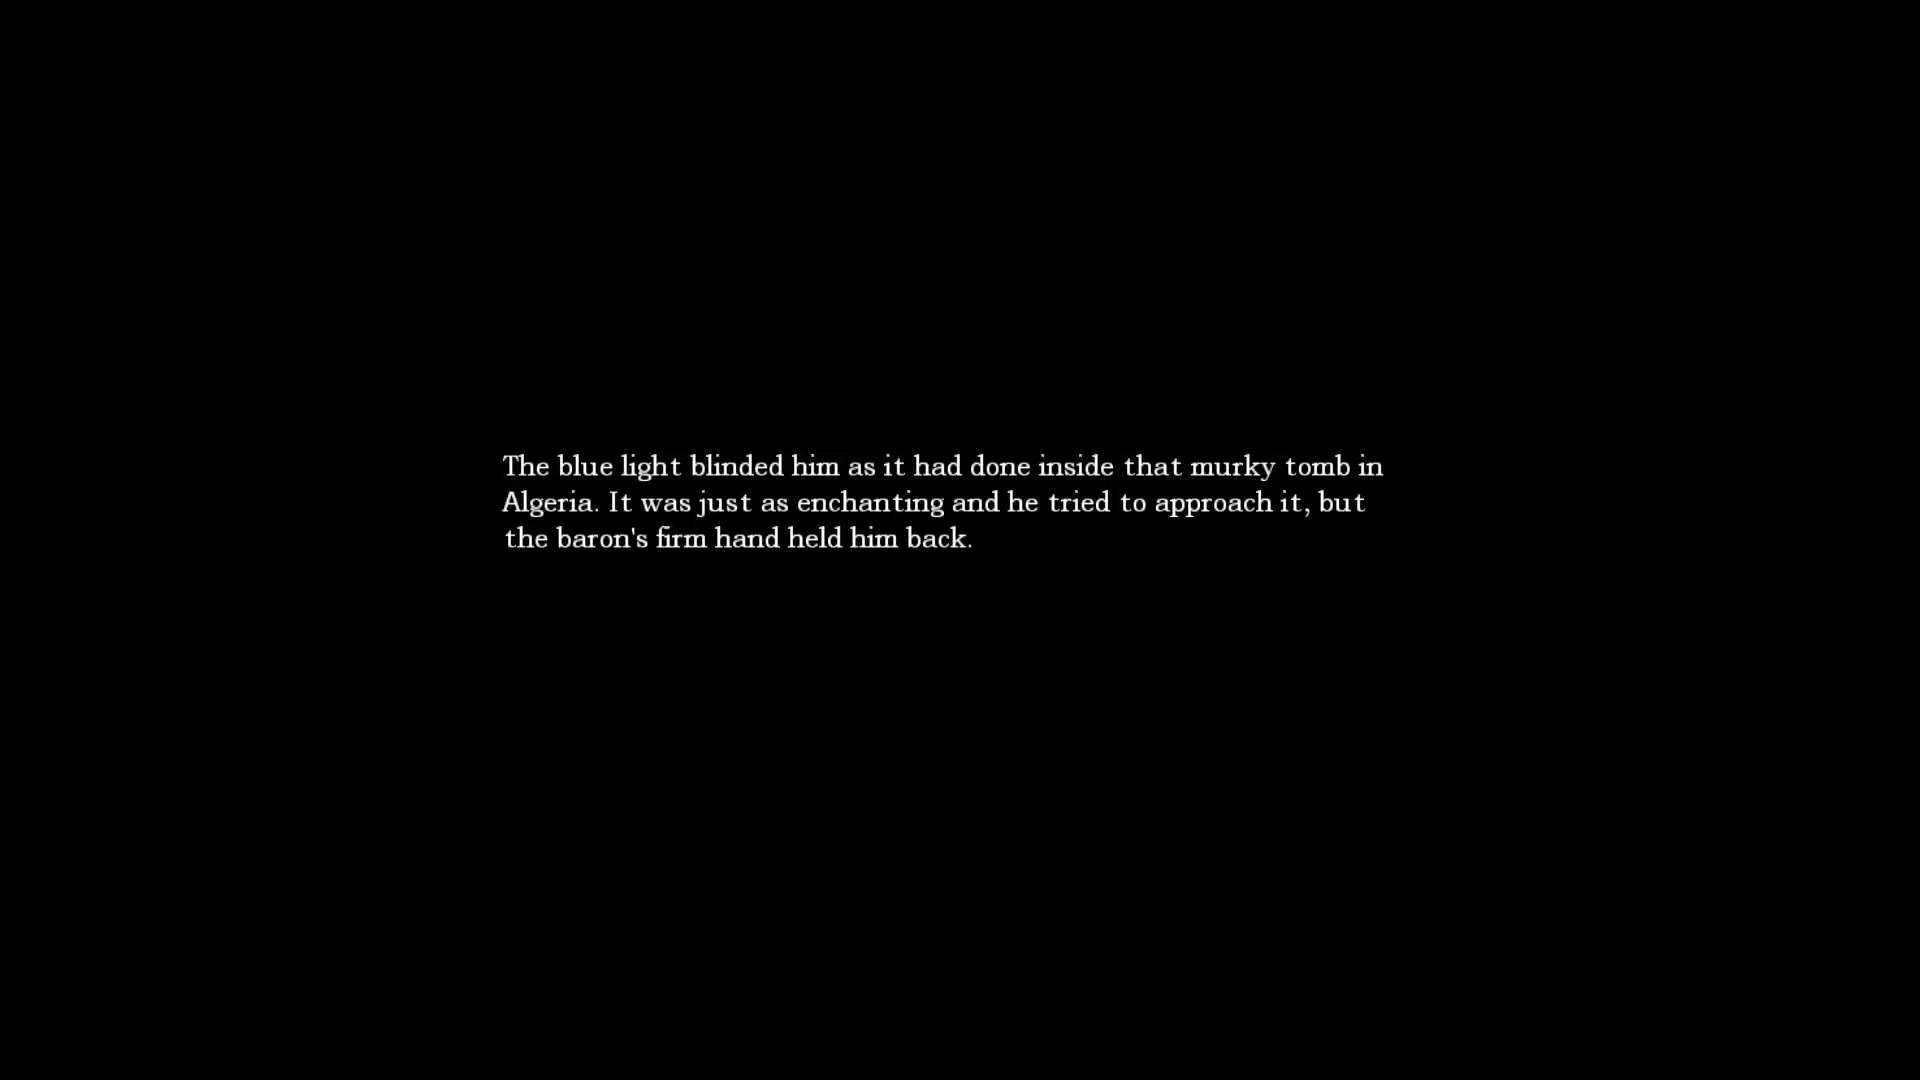 The blue light blinded him as it had done inside that murky tomb in
Algeria. It was just as enchanting and he tried to approach it, but
the baron's firm hand held him back.